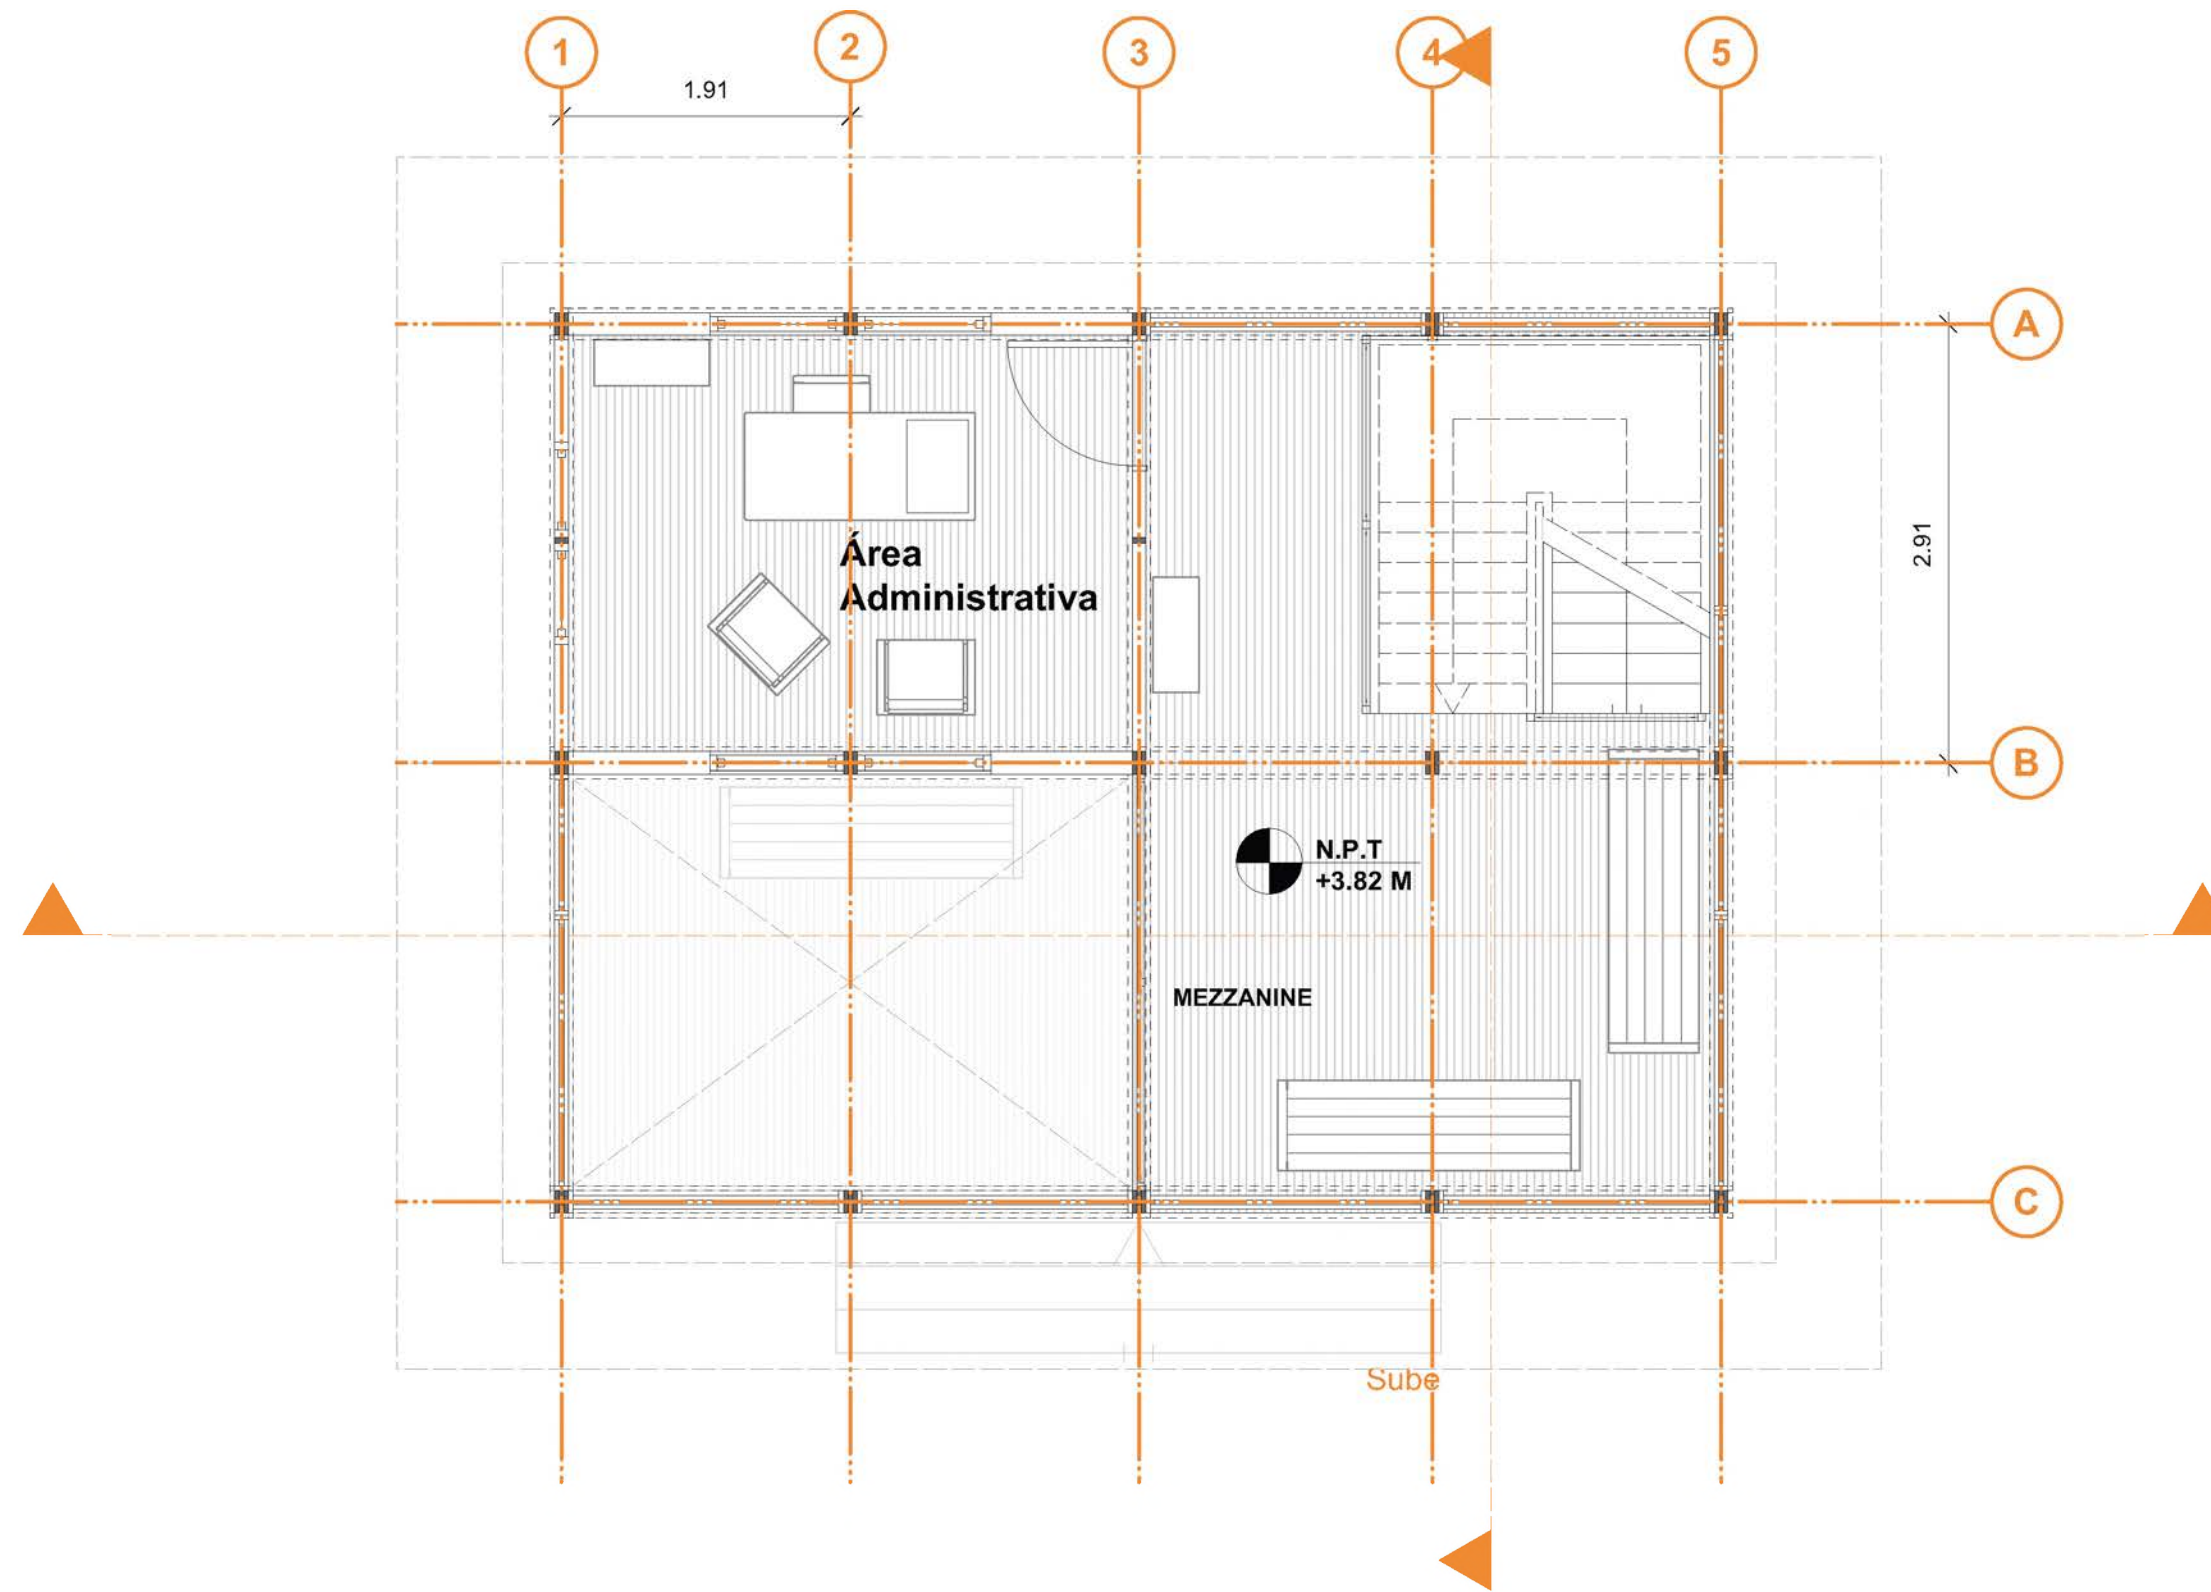 1
2
3
4
5
1.91
A
Área
Administrativa
2.91
B
N.P.T
+3.82 M
MEZZANINE
C
Sube